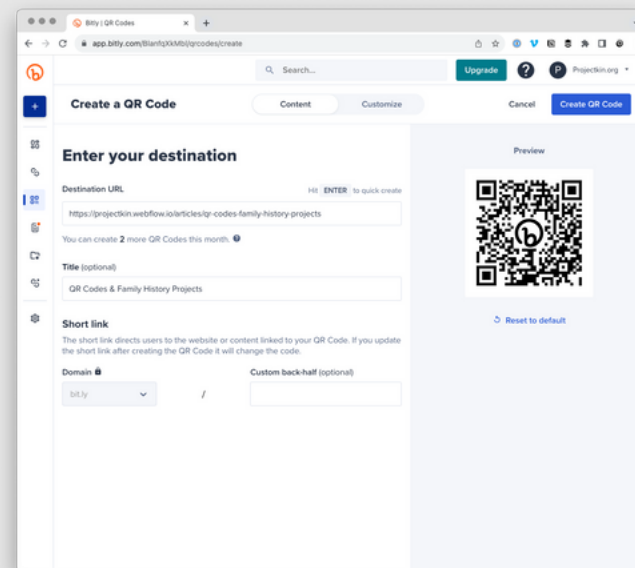 Bitly | QR Codes
app.bitly.com/BlanfqXkMbl/qrcodes/create
Search...
Upgrade
P
Projectkin.org
Create a QR Code
Content
Customize
Cancel
Create QR Code
Enter your destination
Preview
Destination URL
Hit ENTER to quick create
https://projectkin.webflow.io/articles/qr-codes-family-history-projects
You can create 2 more QR Codes this month.
Title (optional)
QR Codes & Family History Projects
Reset to default
Short link
The short link directs users to the website or content linked to your QR Code. If you update
the short link after creating the QR Code it will change the code.
Domain
Custom back-half (optional)
bit.ly
/